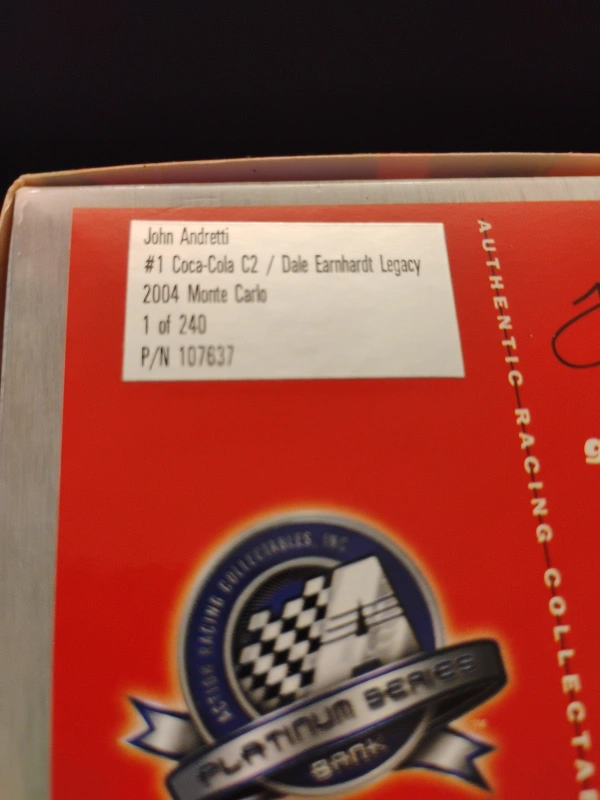 John Andretti
#1 Coca-Cola C2 / Dale Earnhardt Legacy
2004 Monte Carlo
1 of 240
P/N 107637
AUTHENTIC RACING COLLECTA
ACTION RACING COLLECTABLES, INC
PLATINUM SERIES
BANK